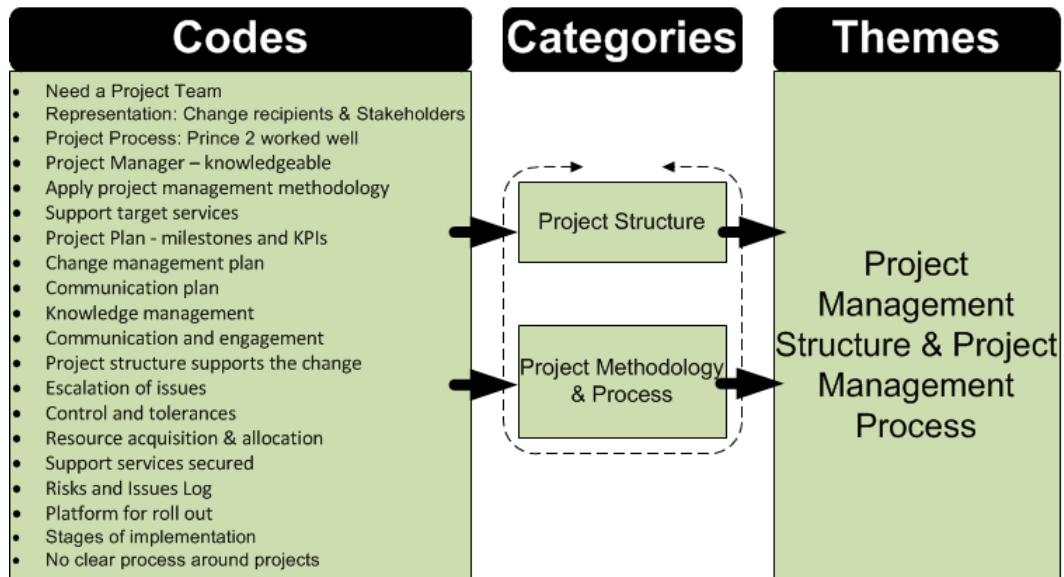 Codes
Categories
Themes
• Need a Project Team
• Representation: Change recipients & Stakeholders
• Project Process: Prince 2 worked well
• Project Manager – knowledgeable
• Apply project management methodology
• Support target services
• Project Plan - milestones and KPIs
• Change management plan
• Communication plan
• Knowledge management
• Communication and engagement
• Project structure supports the change
• Escalation of issues
• Control and tolerances
• Resource acquisition & allocation
• Support services secured
• Risks and Issues Log
• Platform for roll out
• Stages of implementation
• No clear process around projects
Project Structure
Project Methodology
& Process
Project
Management
Structure & Project
Management
Process